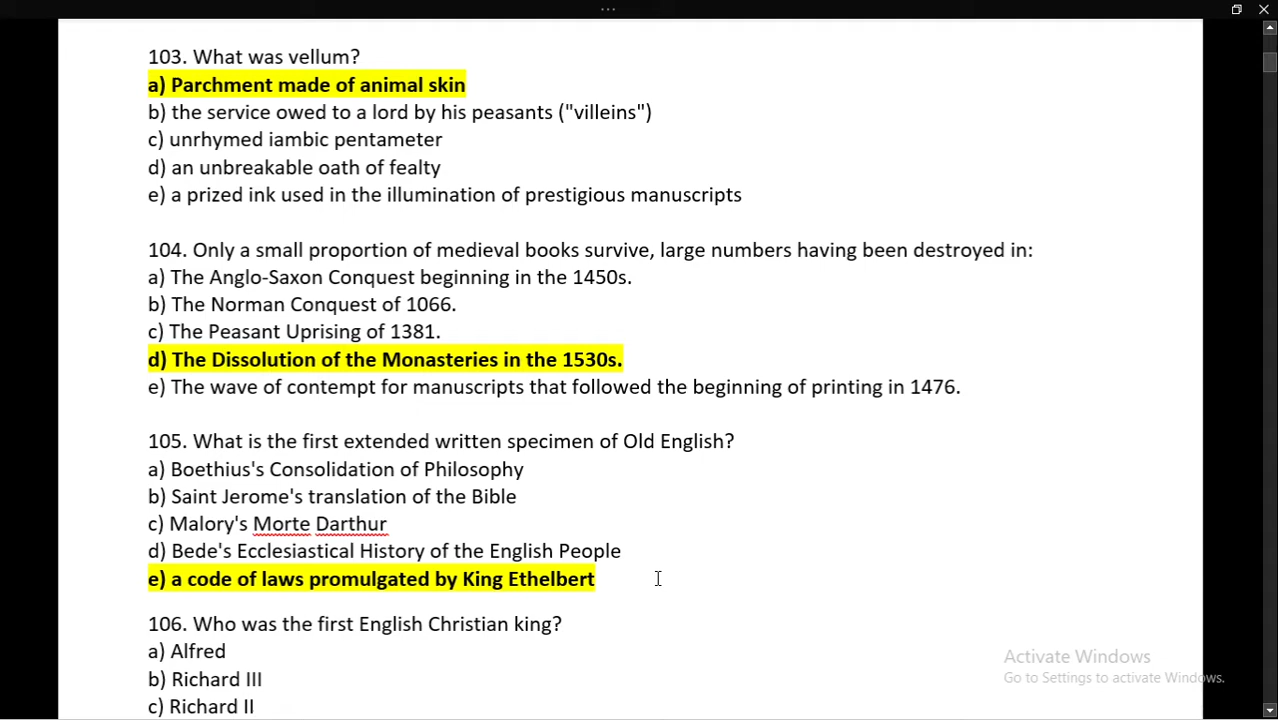 103. What was vellum?
a) Parchment made of animal skin
b) the service owed to a lord by his peasants ("villeins")
c) unrhymed iambic pentameter
d) an unbreakable oath of fealty
e) a prized ink used in the illumination of prestigious manuscripts
104. Only a small proportion of medieval books survive, large numbers having been destroyed in:
a) The Anglo-Saxon Conquest beginning in the 1450s.
b) The Norman Conquest of 1066.
c) The Peasant Uprising of 1381.
d) The Dissolution of the Monasteries in the 1530s.
e) The wave of contempt for manuscripts that followed the beginning of printing in 1476.
105. What is the first extended written specimen of Old English?
a) Boethius's Consolidation of Philosophy
b) Saint Jerome's translation of the Bible
c) Malory's Morte Darthur
d) Bede's Ecclesiastical History of the English People
e) a code of laws promulgated by King Ethelbert
106. Who was the first English Christian king?
a) Alfred
b) Richard III
c) Richard II
Activate Windows
Go to Settings to activate Windows.